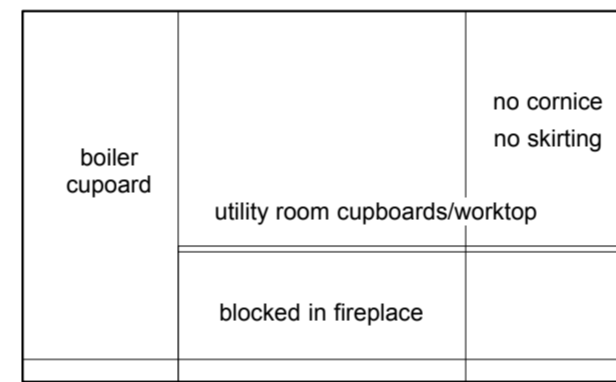 no cornice
no skirting
boiler
cupoard
utility room cupboards/worktop
blocked in fireplace